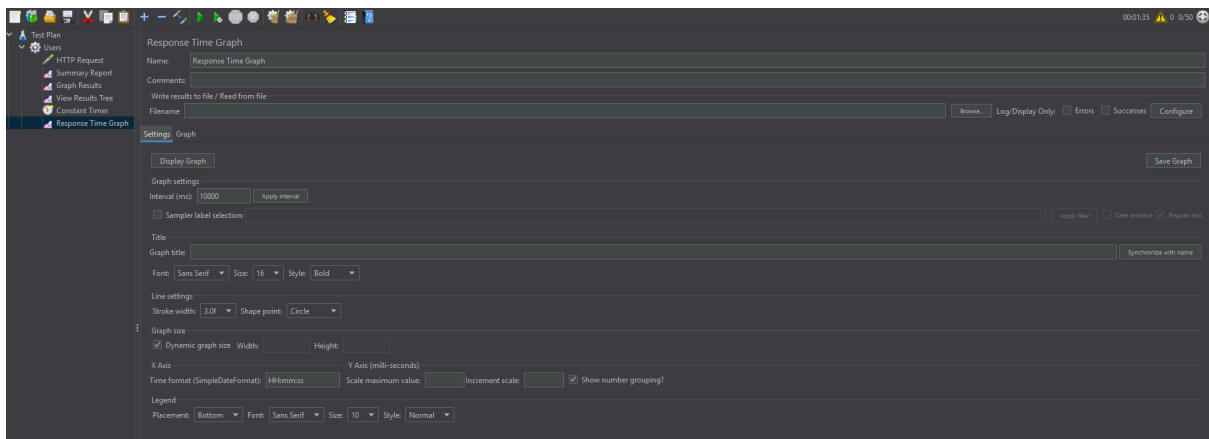 00:01:35 0 0/50
Test Plan
Users
HTTP Request
Summary Report
Graph Results
View Results Tree
Constant Timer
Response Time Graph
Response Time Graph
Name: Response Time Graph
Comments:
Write results to file / Read from file
Filename Browse... Log/Display Only: Errors Successes Configure
Settings Graph
Display Graph Save Graph
Graph settings
Interval (ms): 10000 Apply interval
Sampler label selection: Apply filter Case sensitive Regular exp.
Title
Graph title: Synchronize with name
Font: Sans Serif Size: 16 Style: Bold
Line settings
Stroke width: 3.0f Shape point: Circle
Graph size
Dynamic graph size Width: Height:
X Axis Y Axis (milli-seconds)
Time format (SimpleDateFormat): HH:mm:ss Scale maximum value: Increment scale: Show number grouping?
Legend
Placement: Bottom Font: Sans Serif Size: 10 Style: Normal